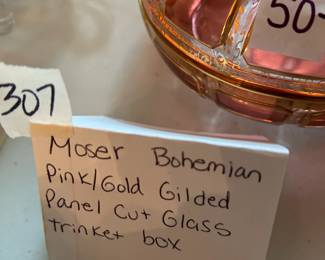 50-
307
Moser Bohemian
Pink/Gold Gilded
Panel Cut Glass
trinket box